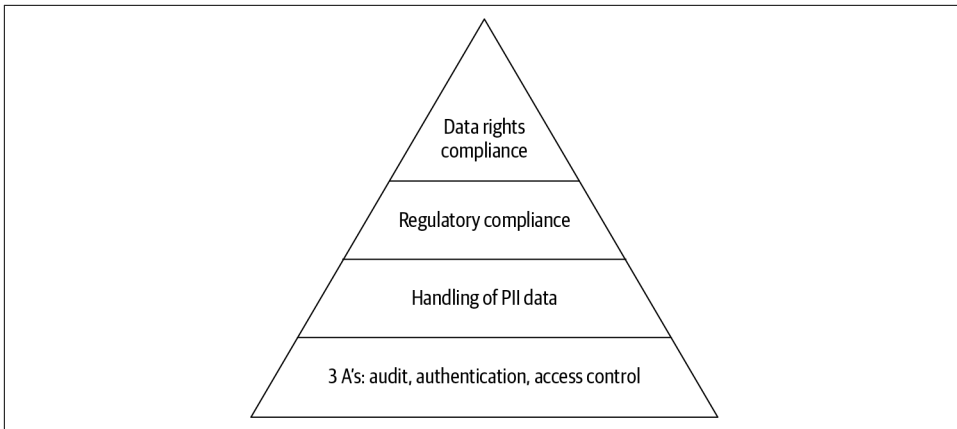 Data rights
compliance
Regulatory compliance
Handling of PII data
3 A’s: audit, authentication, access control